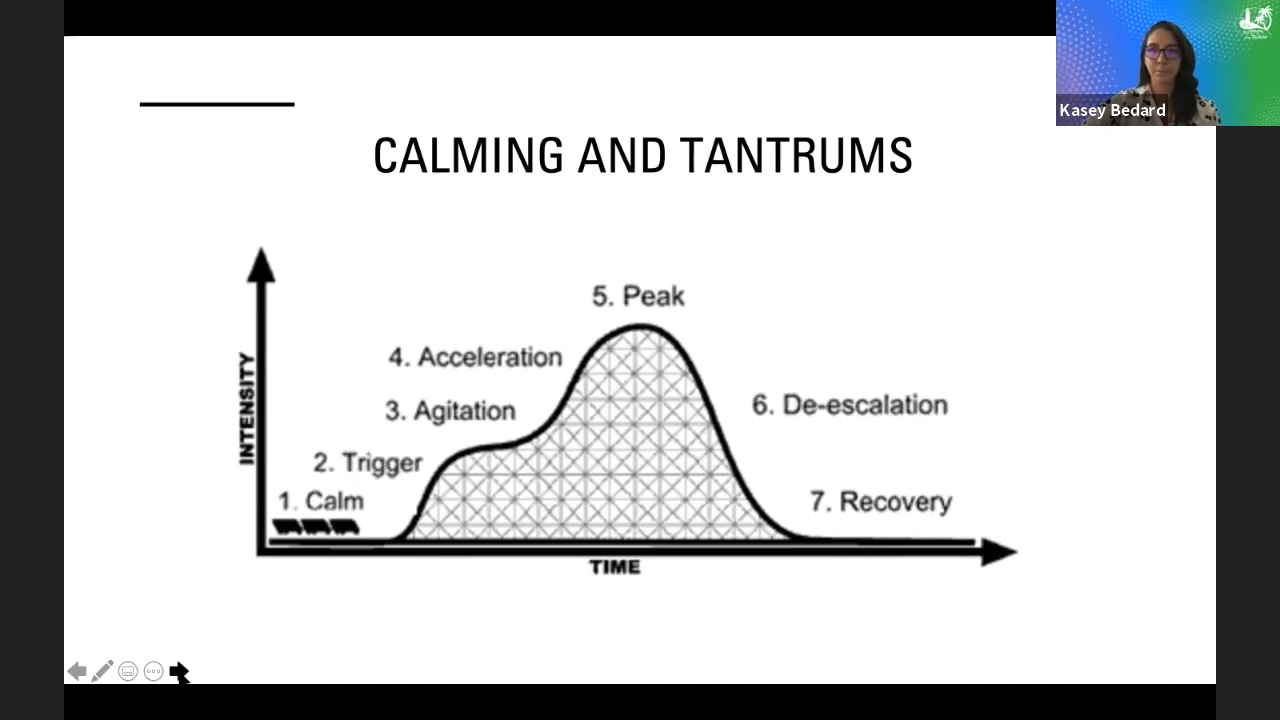 Kasey Bedard
CALMING AND TANTRUMS
5. Peak
4. Acceleration
3. Agitation
6. De-escalation
2. Trigger
1. Calm
7. Recovery
INTENSITY
TIME